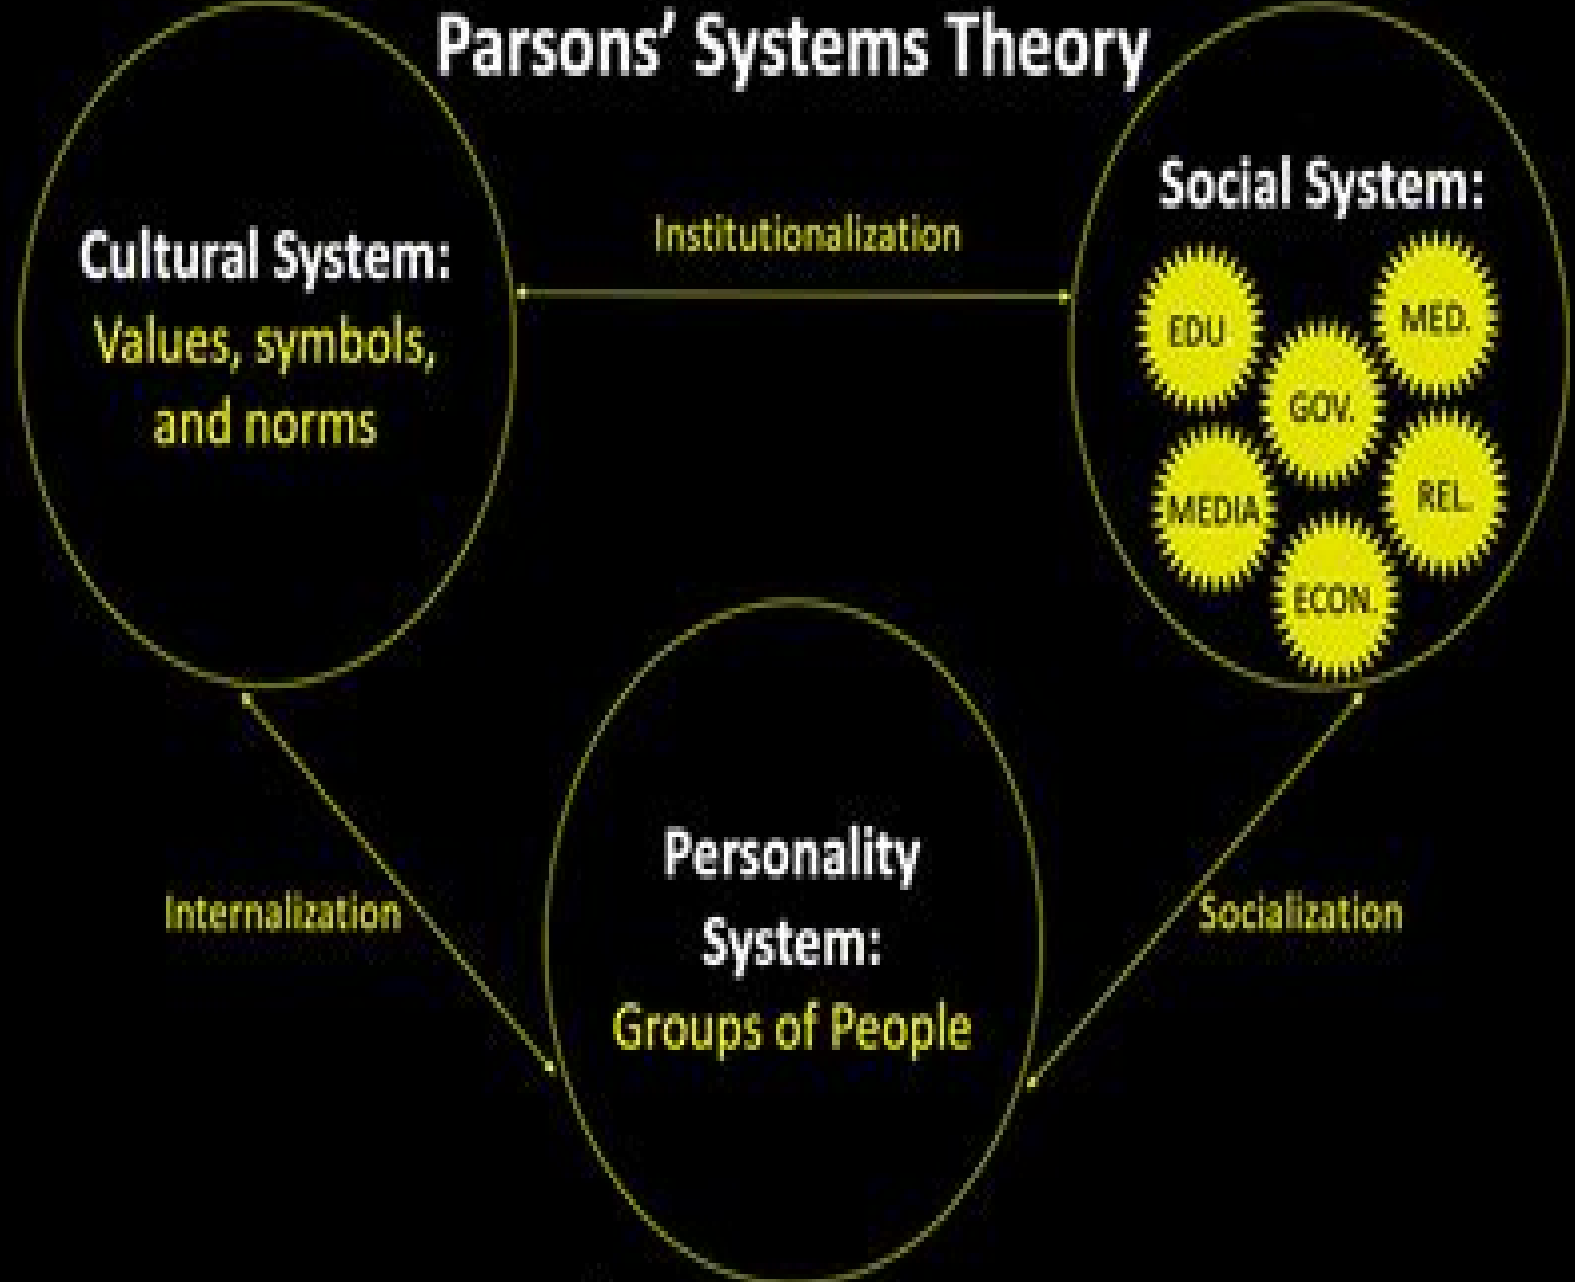 Parsons’ Systems Theory
Cultural System:
Values, symbols,
and norms
Institutionalization
Social System:
EDU
MED.
GOV.
MEDIA
REL.
ECON.
Internalization
Personality
System:
Groups of People
Socialization